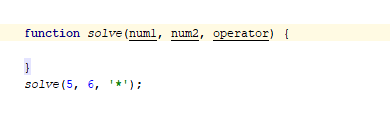 function solve(num1, num2, operator) {
}
solve(5, 6, '*');